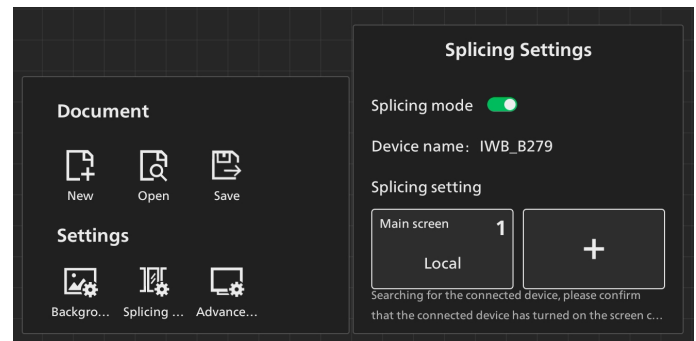 Document
New
Open
Save
Settings
Backgro...
Splicing ...
Advance...
Splicing Settings
Splicing mode
Device name: IWB_B279
Splicing setting
Main screen
1
Local
+
Searching for the connected device, please confirm
that the connected device has turned on the screen c...